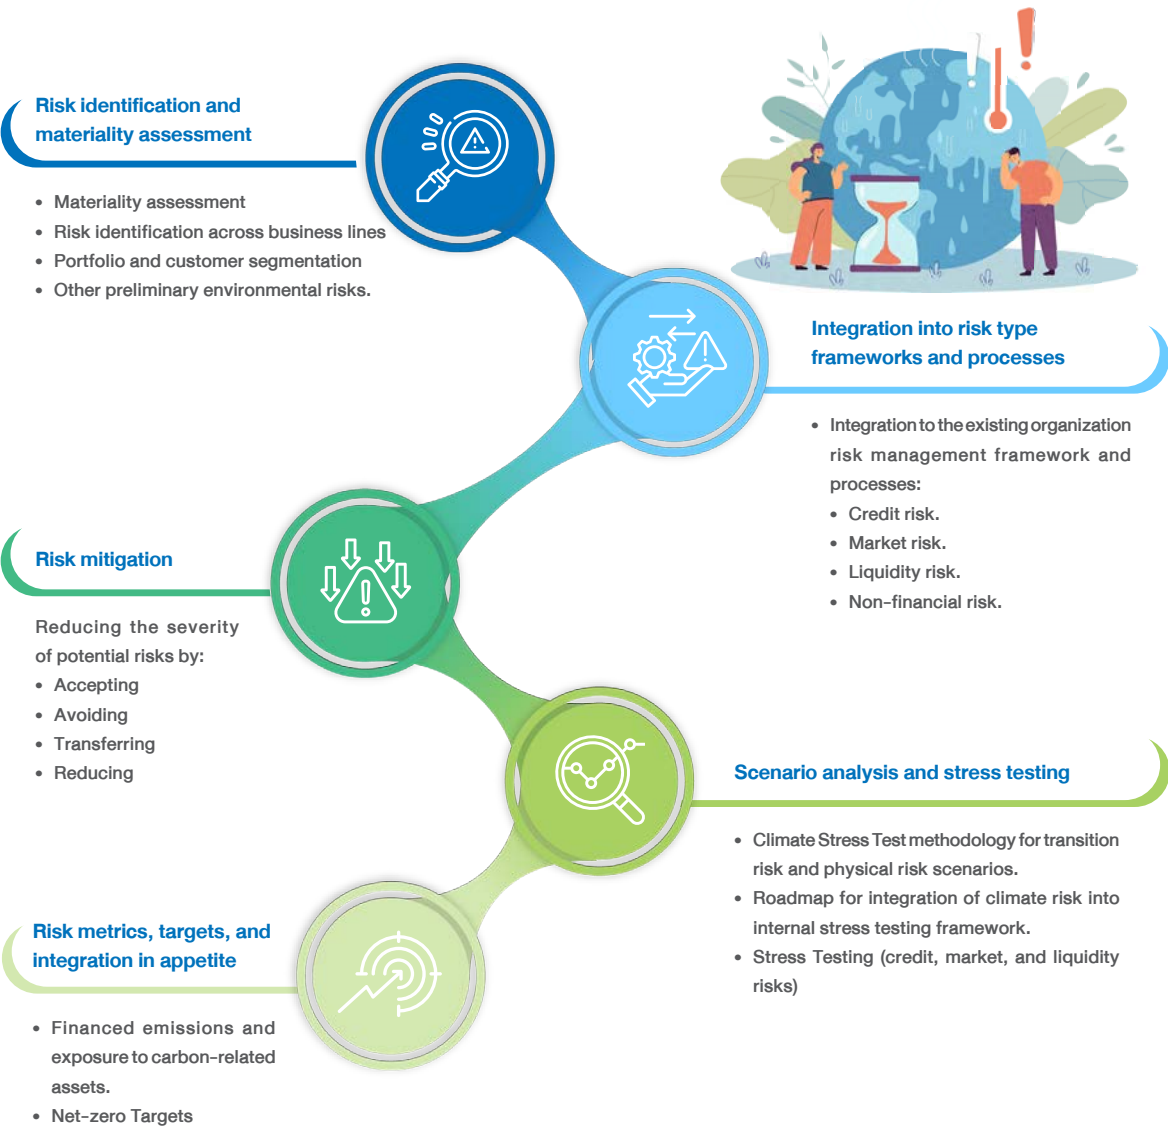 Risk identification and
materiality assessment
• Materiality assessment
• Risk identification across business lines
• Portfolio and customer segmentation
• Other preliminary environmental risks.
Integration into risk type
frameworks and processes
• Integration to the existing organization
risk management framework and
processes:
• Credit risk.
• Market risk.
• Liquidity risk.
• Non-financial risk.
Risk mitigation
Reducing the severity
of potential risks by:
• Accepting
• Avoiding
• Transferring
• Reducing
Scenario analysis and stress testing
• Climate Stress Test methodology for transition
risk and physical risk scenarios.
• Roadmap for integration of climate risk into
internal stress testing framework.
• Stress Testing (credit, market, and liquidity
risks)
Risk metrics, targets, and
integration in appetite
• Financed emissions and
exposure to carbon-related
assets.
• Net-zero Targets